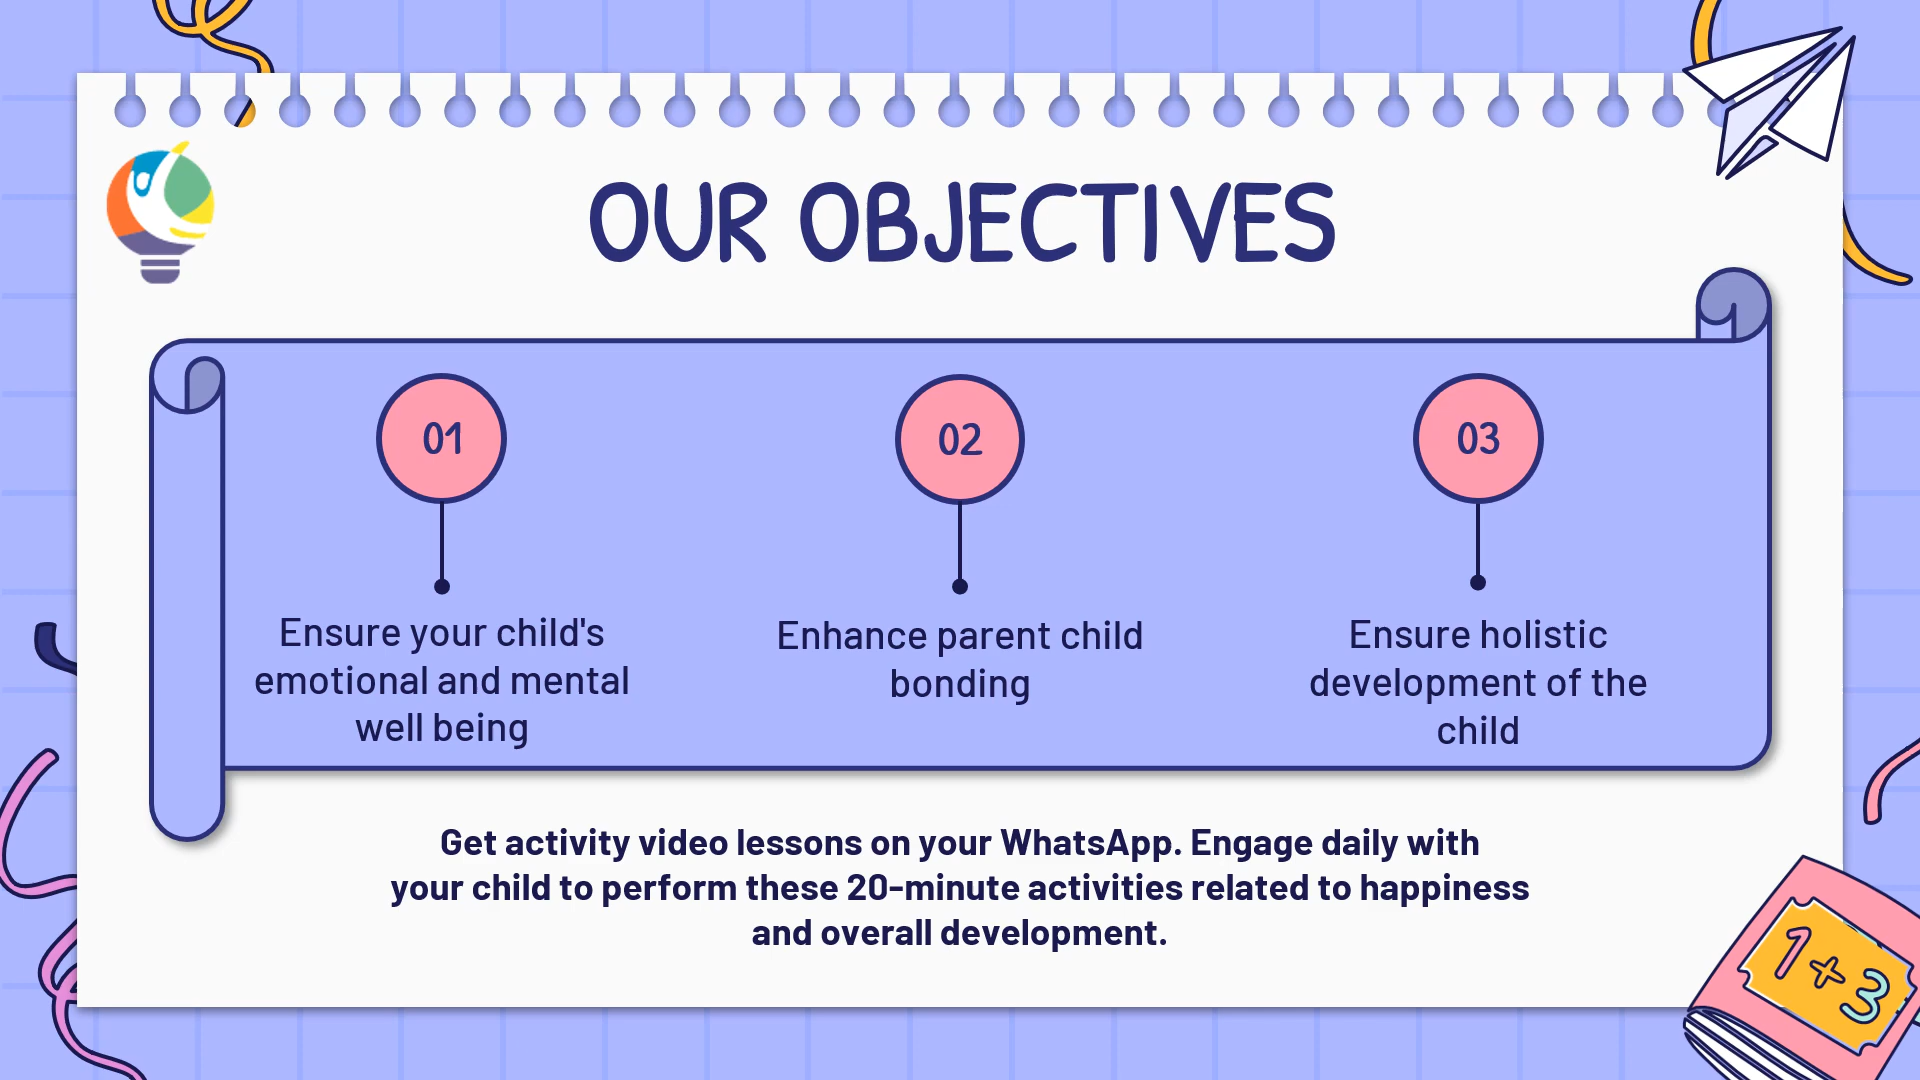 OUR OBJECTIVES
01
Ensure your child's
emotional and mental
well being
02
Enhance parent child
bonding
03
Ensure holistic
development of the
child
Get activity video lessons on your WhatsApp. Engage daily with
your child to perform these 20-minute activities related to happiness
and overall development.
1+3